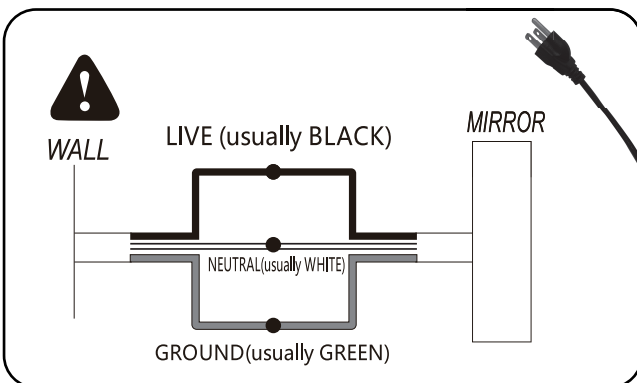 WALL
LIVE (usually BLACK)
MIRROR
NEUTRAL(usually WHITE)
GROUND(usually GREEN)